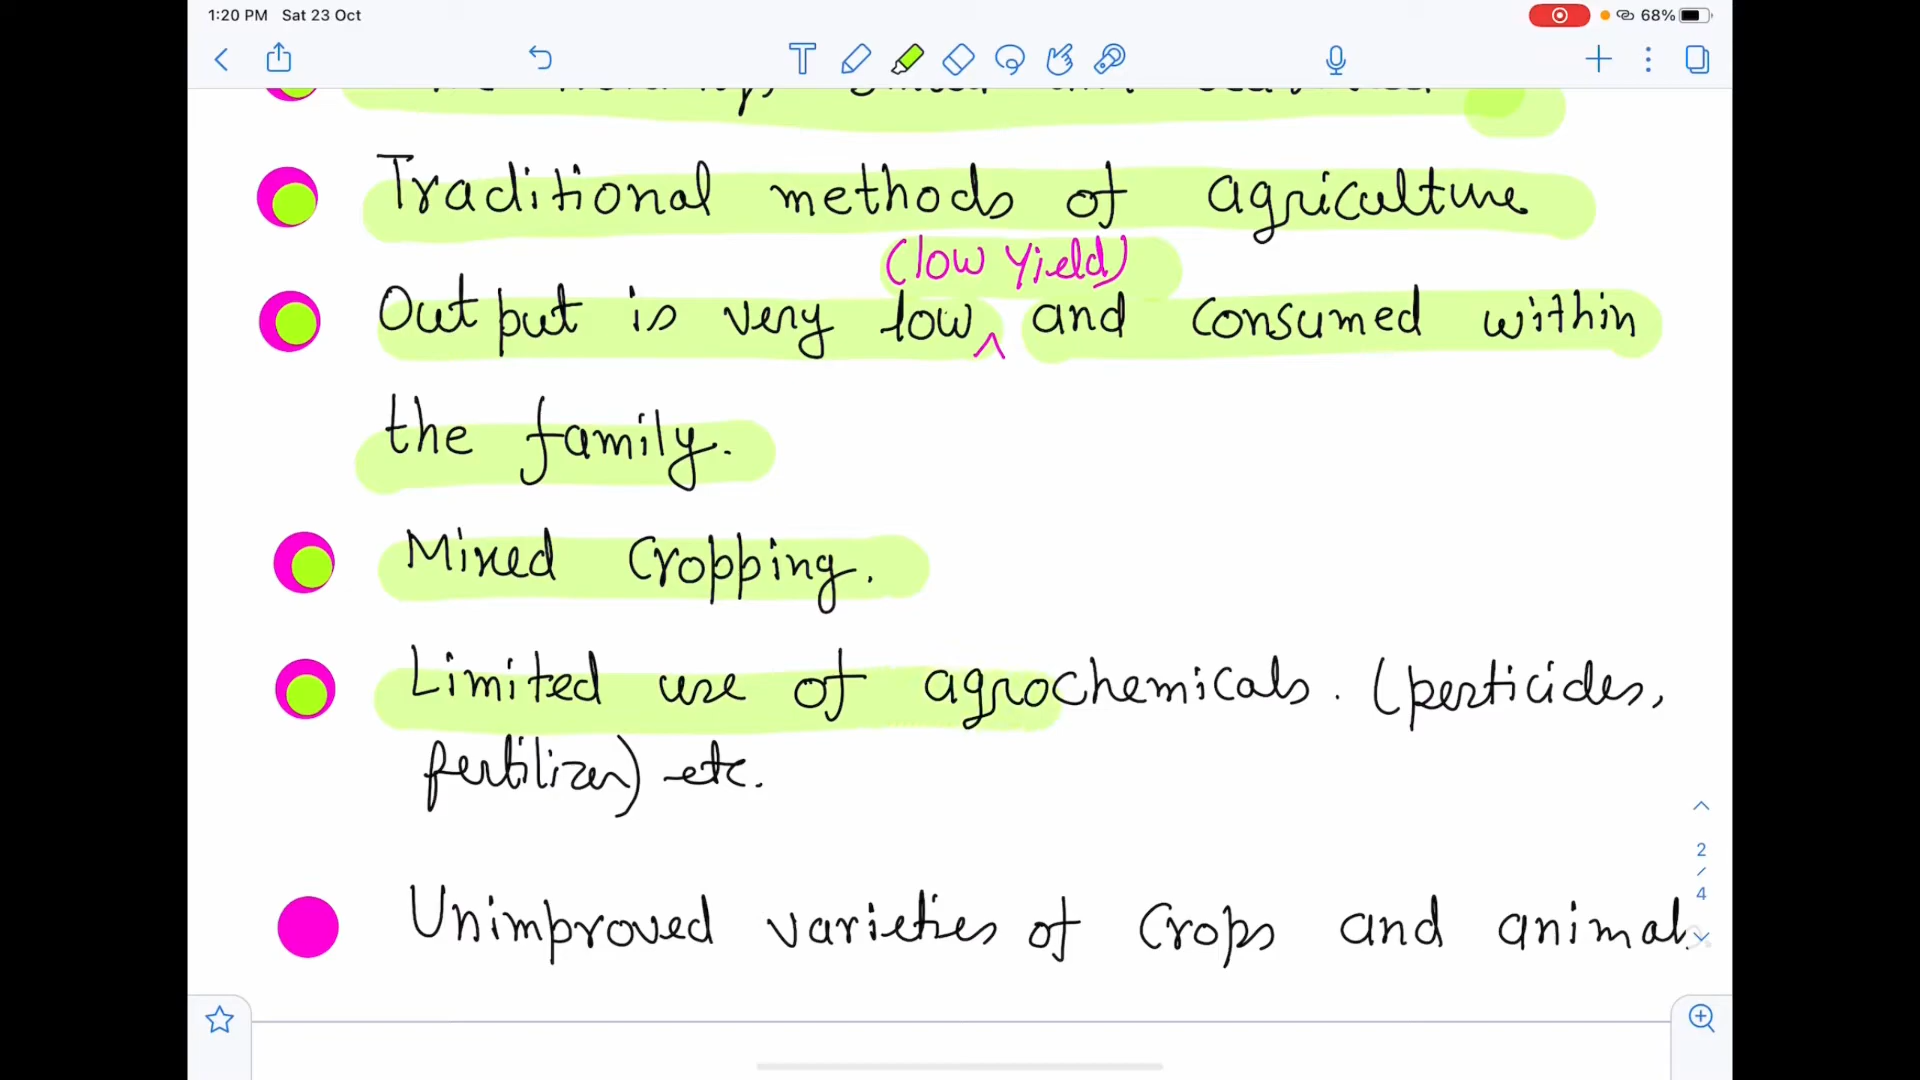 1:20 PM Sat 23 Oct
68%
Traditional methods of agriculture
(low Yield)
Output is very low ^ and consumed within
the family.
Mixed Cropping.
Limited use of agrochemicals. (pesticides,
fertilizer) etc.
2
/
4
Unimproved varieties of crops and animals